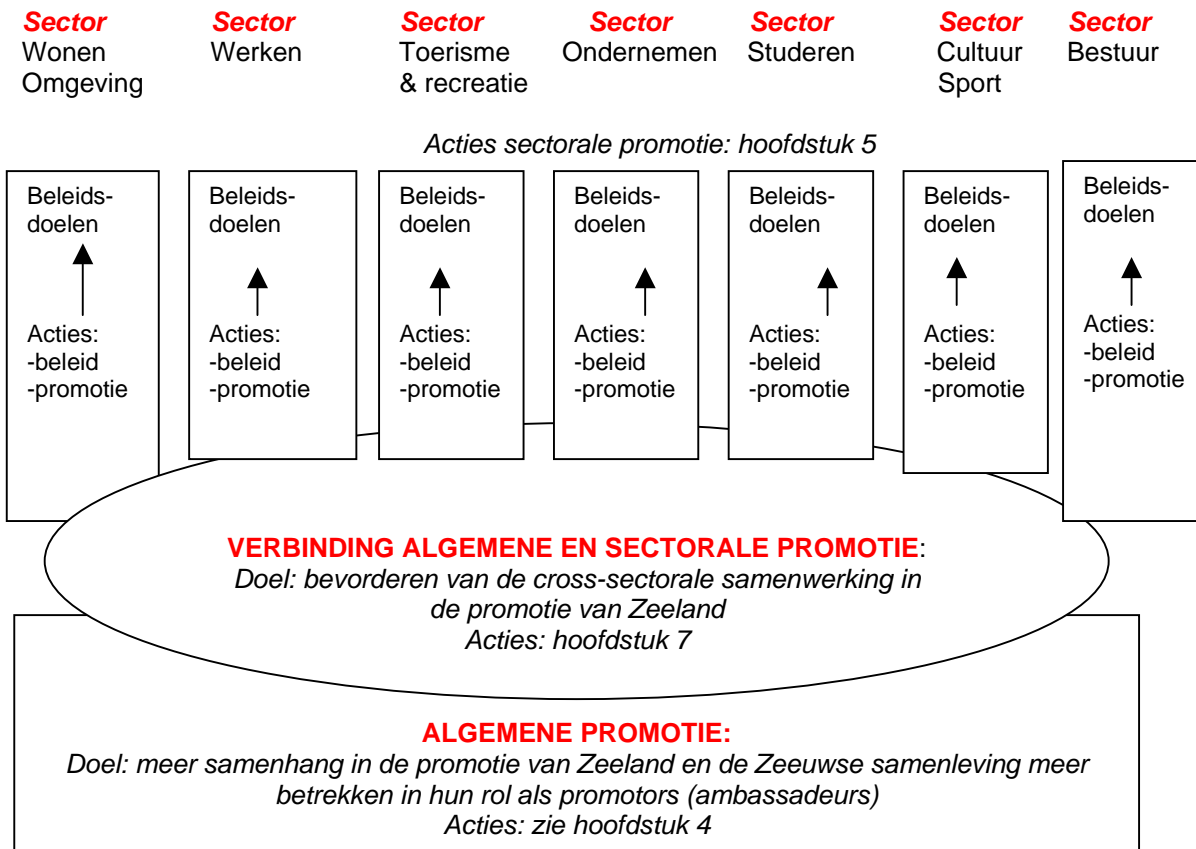 Sector
Wonen
Omgeving
Sector
Werken
Sector
Toerisme
& recreatie
Sector
Ondernemen
Sector
Studeren
Sector
Cultuur
Sport
Sector
Bestuur
Acties sectorale promotie: hoofdstuk 5
Beleids-
doelen
Acties:
-beleid
-promotie
Beleids-
doelen
Acties:
-beleid
-promotie
Beleids-
doelen
Acties:
-beleid
-promotie
Beleids-
doelen
Acties:
-beleid
-promotie
Beleids-
doelen
Acties:
-beleid
-promotie
Beleids-
doelen
Acties:
-beleid
-promotie
Beleids-
doelen
Acties:
-beleid
-promotie
VERBINDING ALGEMENE EN SECTORALE PROMOTIE:
Doel: bevorderen van de cross-sectorale samenwerking in
de promotie van Zeeland
Acties: hoofdstuk 7
ALGEMENE PROMOTIE:
Doel: meer samenhang in de promotie van Zeeland en de Zeeuwse samenleving meer
betrekken in hun rol als promotors (ambassadeurs)
Acties: zie hoofdstuk 4